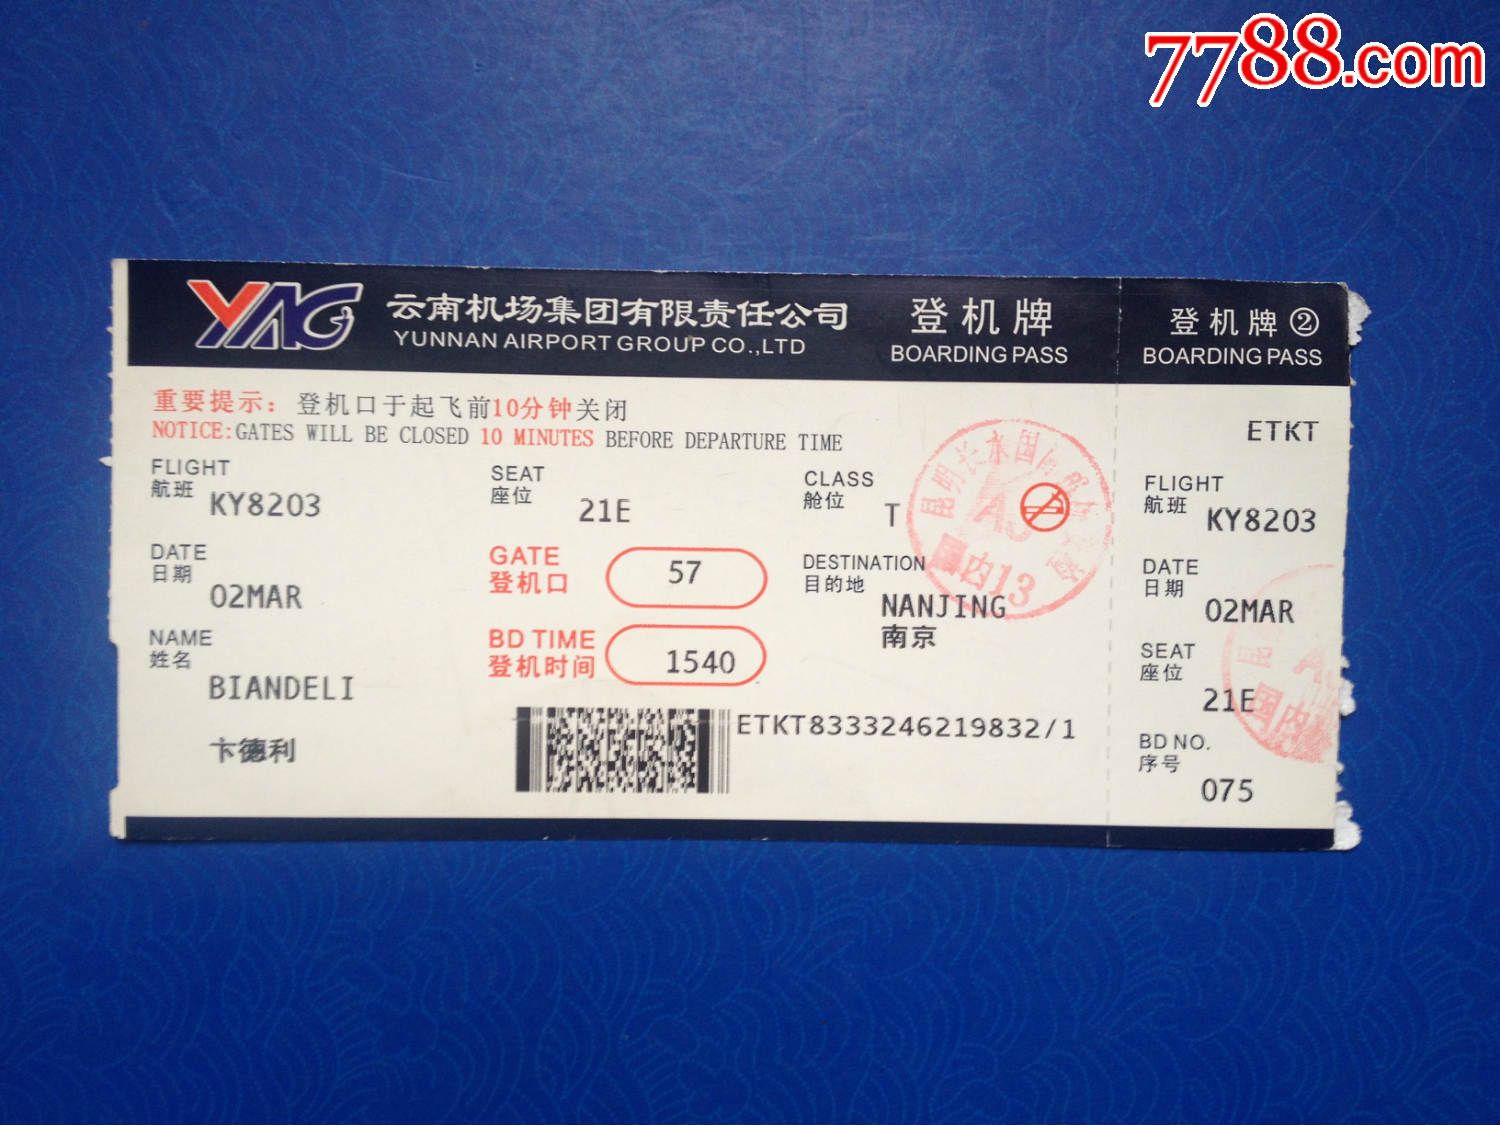 7788.com
YAG 云南机场集团有限责任公司 登机牌 登机牌②
YUNNAN AIRPORT GROUP CO.,LTD BOARDING PASS BOARDING PASS
重要提示：登机口于起飞前10分钟关闭
NOTICE:GATES WILL BE CLOSED 10 MINUTES BEFORE DEPARTURE TIME
ETKT
FLIGHT
航班 KY8203
SEAT
座位 21E
CLASS
舱位 T
DATE
日期 02MAR
GATE
登机口 57
DESTINATION
目的地 NANJING
南京
NAME
姓名 BIANDELI
卞德利
BD TIME
登机时间 1540
ETKT8333246219832/1
昆明长水国
国内13
FLIGHT
航班 KY8203
DATE
日期 02MAR
SEAT
座位 21E
BD NO.
序号 075
昆
国内